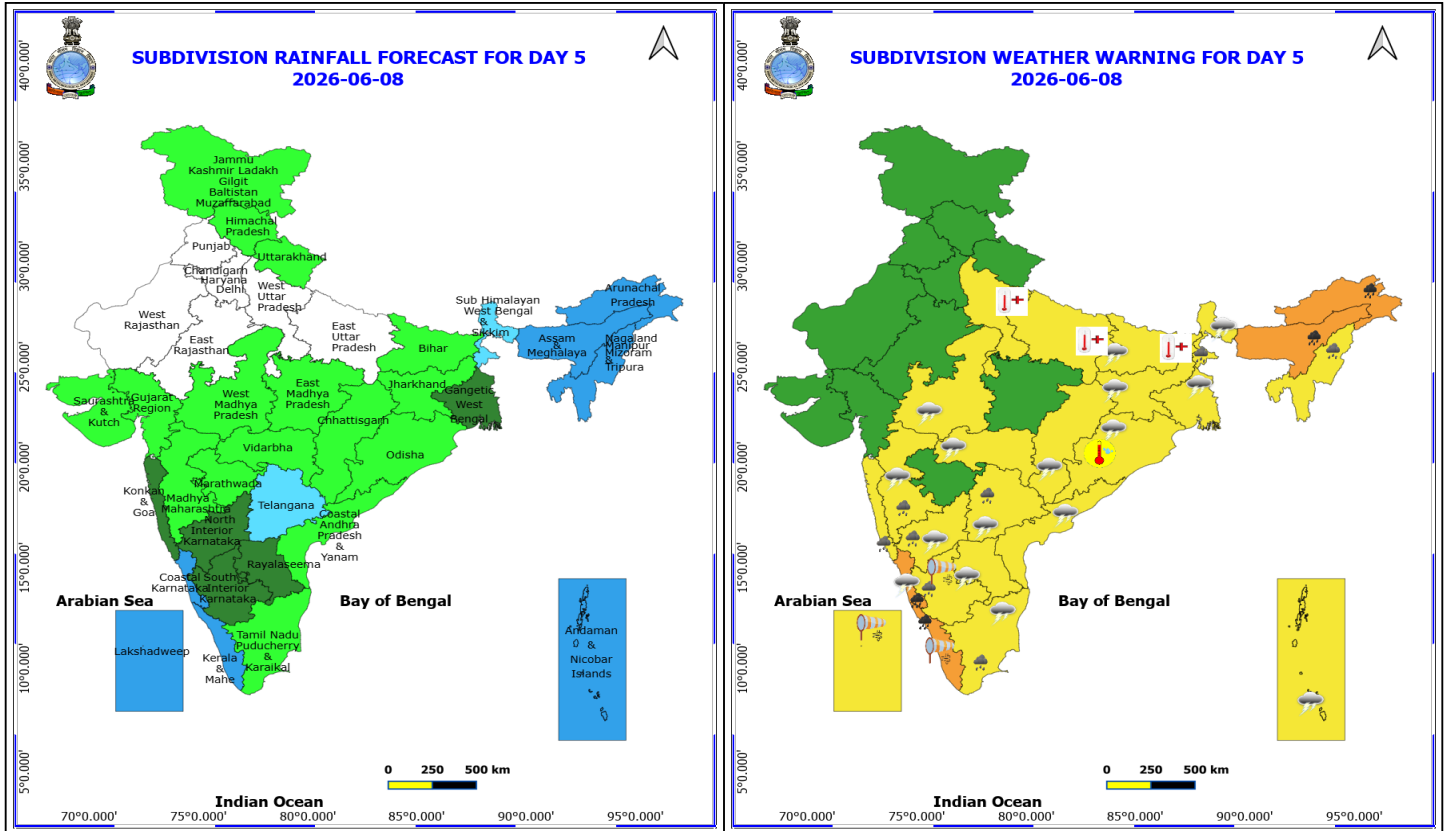 SUBDIVISION RAINFALL FORECAST FOR DAY 5
2026-06-08
40°0.000'
35°0.000'
30°0.000'
25°0.000'
20°0.000'
15°0.000'
10°0.000'
5°0.000'
Jammu
Kashmir Ladakh
Gilgit
Baltistan
Muzaffarabad
Himachal
Pradesh
Punjab
Uttarakhand
Chandigarh
Haryana
Delhi
West
Uttar
Pradesh
West
Rajasthan
East
Rajasthan
East
Uttar
Pradesh
Sub Himalayan
West Bengal
&
Sikkim
Arunachal
Pradesh
Assam
&
Meghalaya
Nagaland
Manipur
Mizoram
&
Tripura
Bihar
Jharkhand
Gangetic
West
Bengal
Saurashtra
&
Kutch
Gujarat
Region
West
Madhya
Pradesh
East
Madhya
Pradesh
Chhattisgarh
Vidarbha
Odisha
Konkan
&
Goa
Madhya
Maharashtra
Marathwada
Telangana
North
Interior
Karnataka
Coastal
Andhra
Pradesh
&
Yanam
Rayalaseema
Coastal
Karnataka
South
Interior
Karnataka
Arabian Sea
Bay of Bengal
Lakshadweep
Kerala
&
Mahe
Tamil Nadu
Puducherry
&
Karaikal
Andaman
&
Nicobar
Islands
0 250 500 km
Indian Ocean
70°0.000' 75°0.000' 80°0.000' 85°0.000' 90°0.000' 95°0.000'
SUBDIVISION WEATHER WARNING FOR DAY 5
2026-06-08
40°0.000'
35°0.000'
30°0.000'
25°0.000'
20°0.000'
15°0.000'
10°0.000'
5°0.000'
Arabian Sea
Bay of Bengal
0 250 500 km
Indian Ocean
70°0.000' 75°0.000' 80°0.000' 85°0.000' 90°0.000' 95°0.000'